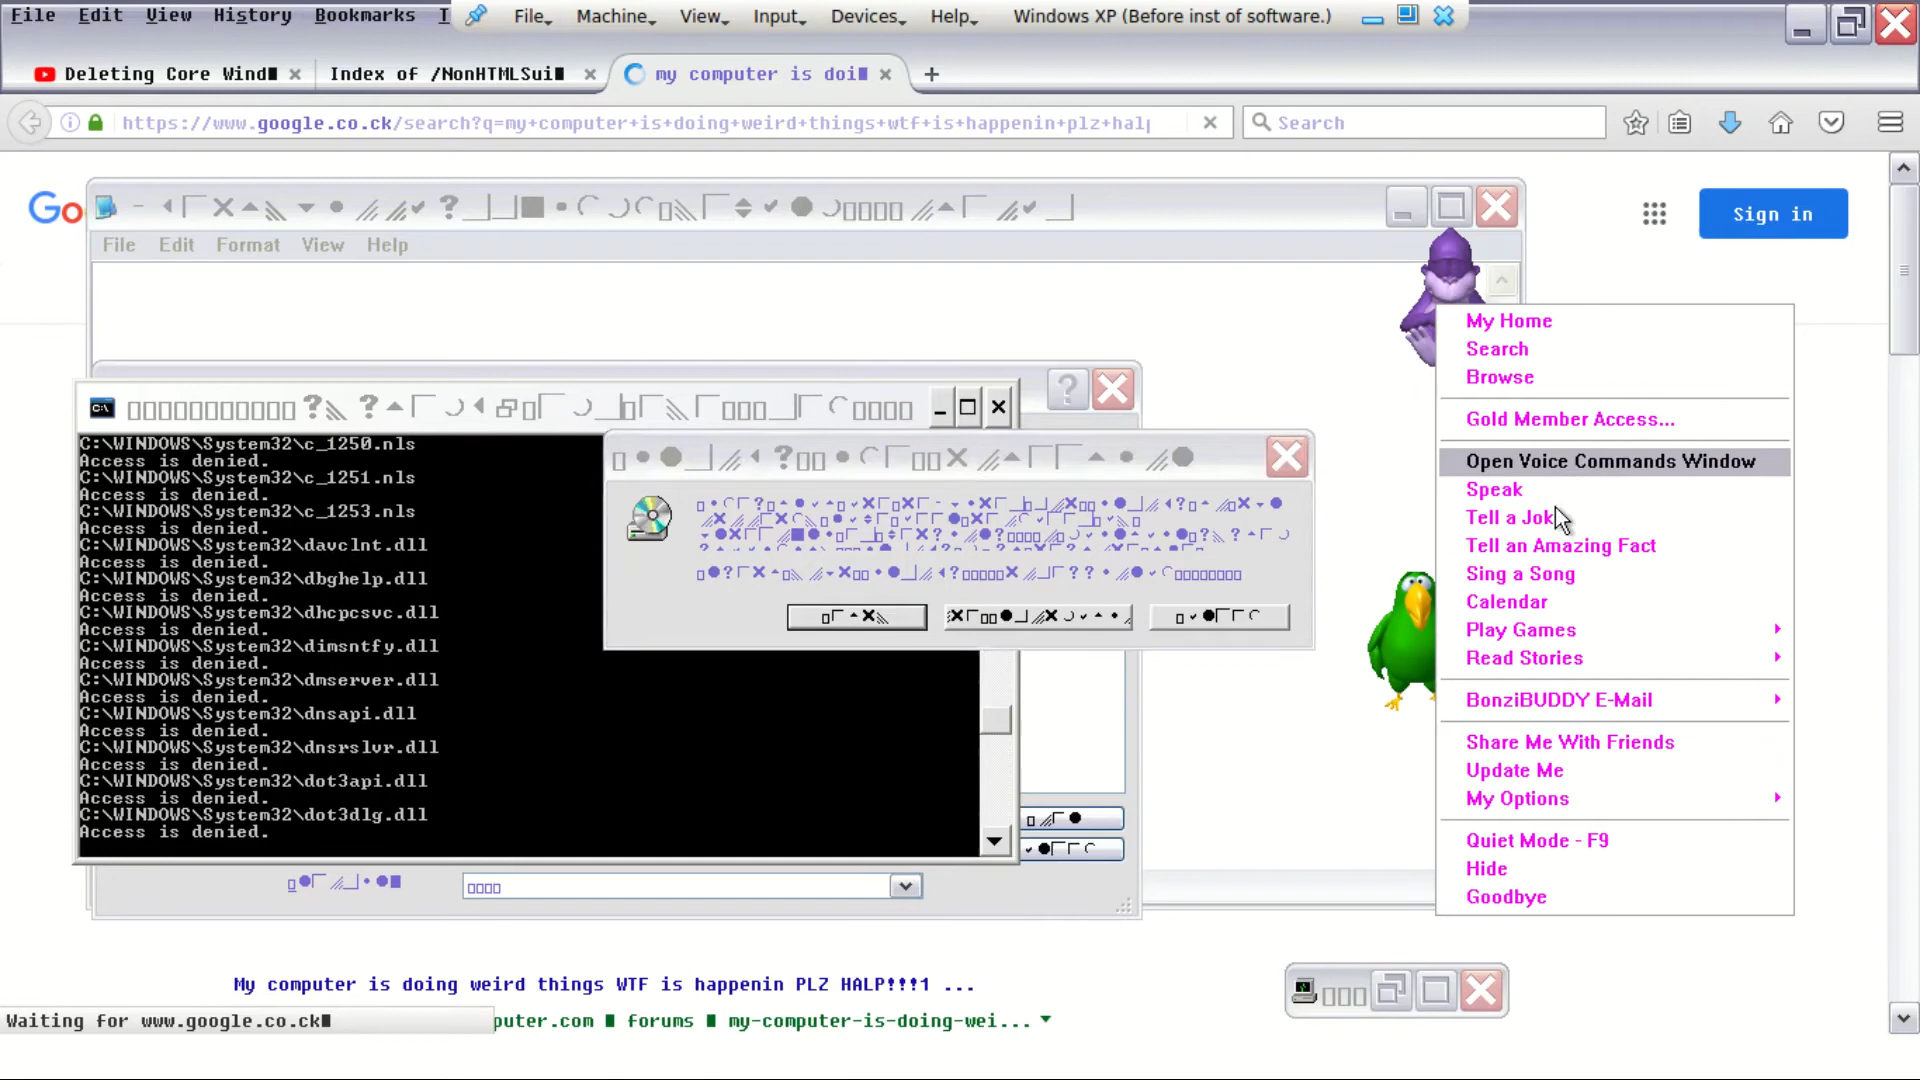 File Edit View History Bookmarks T
File Machine View Input Devices Help Windows XP (Before inst of software.)
Deleting Core Wind
Index of /NonHTMLSui
my computer is doi
https://www.google.co.ck/search?q=my+computer+is+doing+weird+things+wtf+is+happenin+plz+halp
Search
Go
Sign in
File Edit Format View Help
C:\WINDOWS\System32\c_1250.nls
Access is denied.
C:\WINDOWS\System32\c_1251.nls
Access is denied.
C:\WINDOWS\System32\c_1253.nls
Access is denied.
C:\WINDOWS\System32\davclnt.dll
Access is denied.
C:\WINDOWS\System32\dbghelp.dll
Access is denied.
C:\WINDOWS\System32\dhcpcsvc.dll
Access is denied.
C:\WINDOWS\System32\dimsntfy.dll
Access is denied.
C:\WINDOWS\System32\dmserver.dll
Access is denied.
C:\WINDOWS\System32\dnsapi.dll
Access is denied.
C:\WINDOWS\System32\dnsrslvr.dll
Access is denied.
C:\WINDOWS\System32\dot3api.dll
Access is denied.
C:\WINDOWS\System32\dot3dlg.dll
Access is denied.
My Home
Search
Browse
Gold Member Access...
Open Voice Commands Window
Speak
Tell a Jok
Tell an Amazing Fact
Sing a Song
Calendar
Play Games
Read Stories
BonziBUDDY E-Mail
Share Me With Friends
Update Me
My Options
Quiet Mode - F9
Hide
Goodbye
My computer is doing weird things WTF is happenin PLZ HALP!!!1 ...
Waiting for www.google.co.ck
puter.com ■ forums ■ my-computer-is-doing-wei...